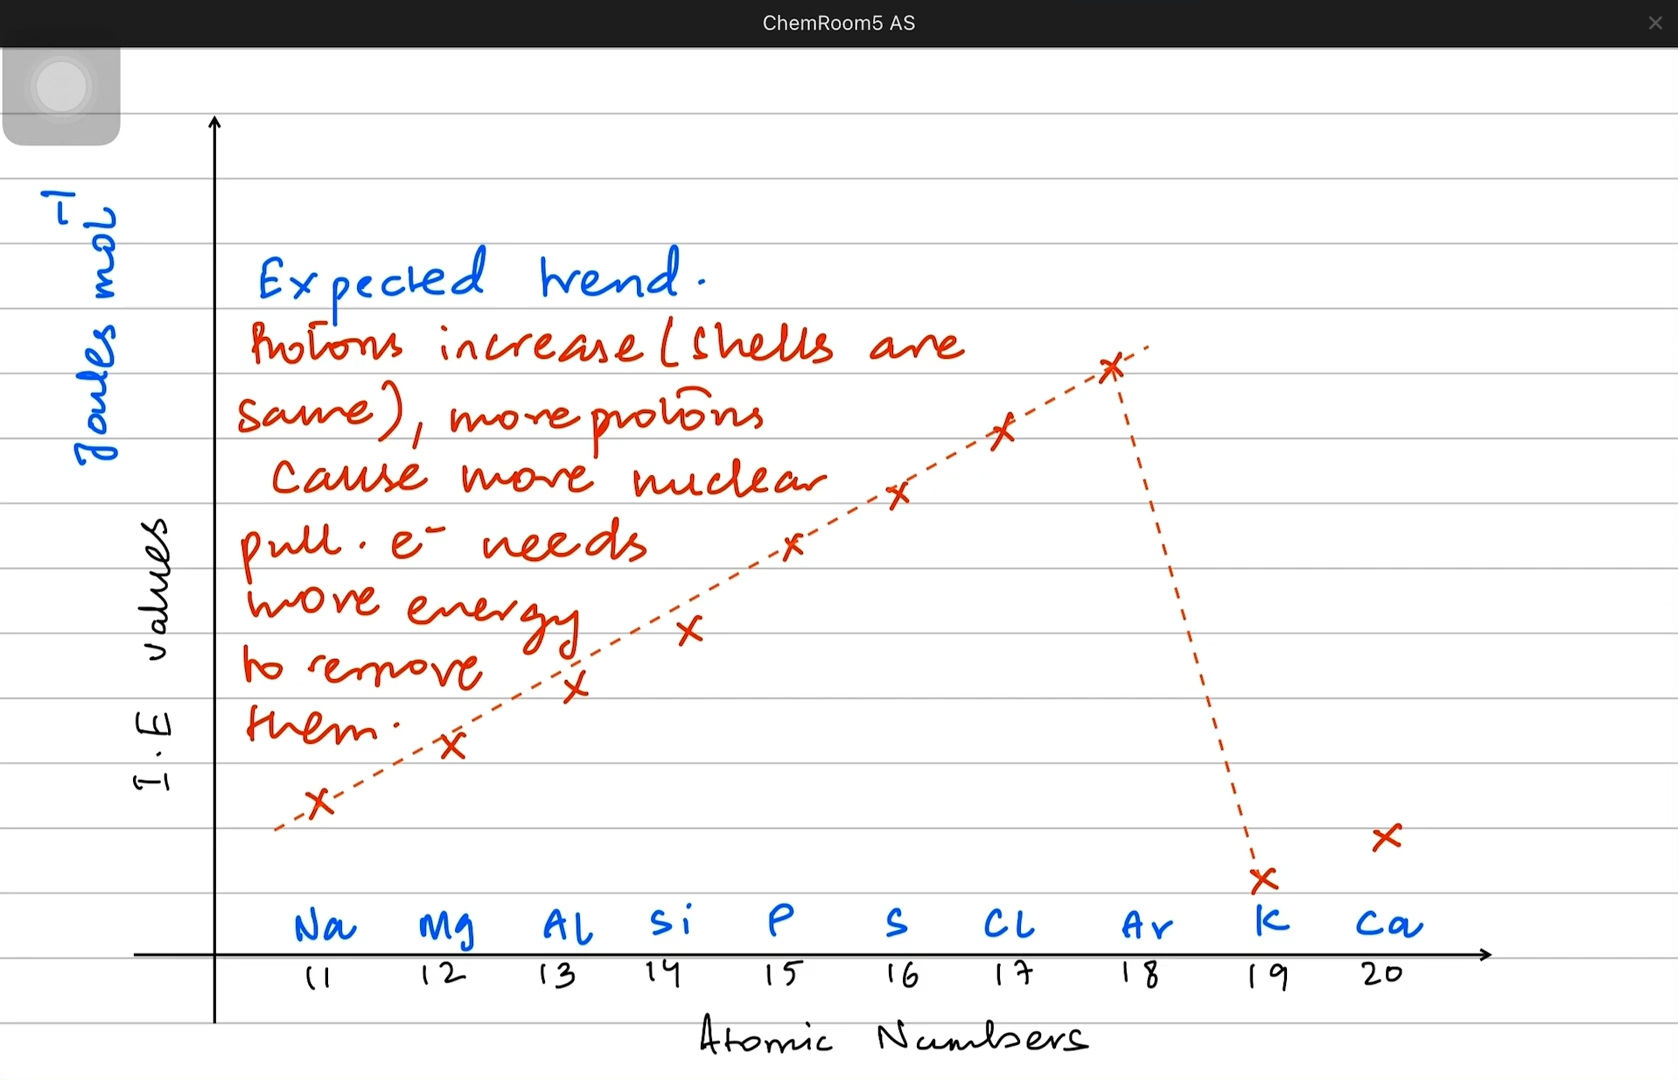 ChemRoom5 AS
Joules mol⁻¹
I.E values
Expected trend.
Protons increase (shells are
same), more protons
cause more nuclear
pull. e⁻ needs
more energy
to remove
them.
Na Mg Al Si P S Cl Ar K Ca
11 12 13 14 15 16 17 18 19 20
Atomic Numbers